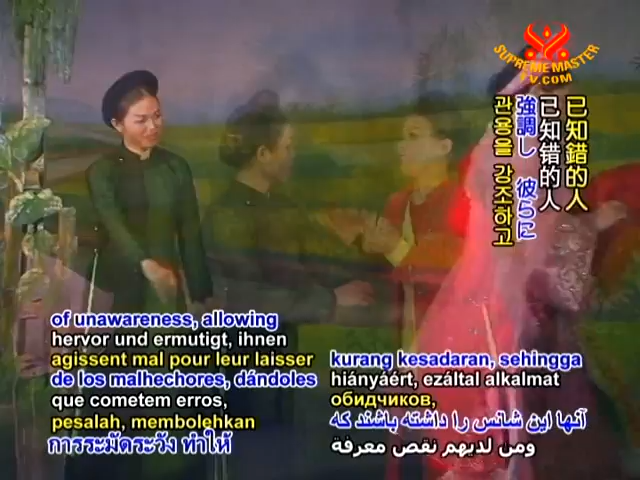 SUPREME MASTER
TV.COM
已知錯的人
已知错的人
強調し 彼らに
관용을 강조하고
of unawareness, allowing
hervor und ermutigt, ihnen
agissent mal pour leur laisser
de los malhechores, dándoles
que cometem erros,
pesalah, membolehkan
การระมัดระวัง ทำให้
kurang kesadaran, sehingga
hiányáért, ezáltal alkalmat
обидчиков,
آنها این شانس را داشته باشند که
ومن لديهم نقص معرفة